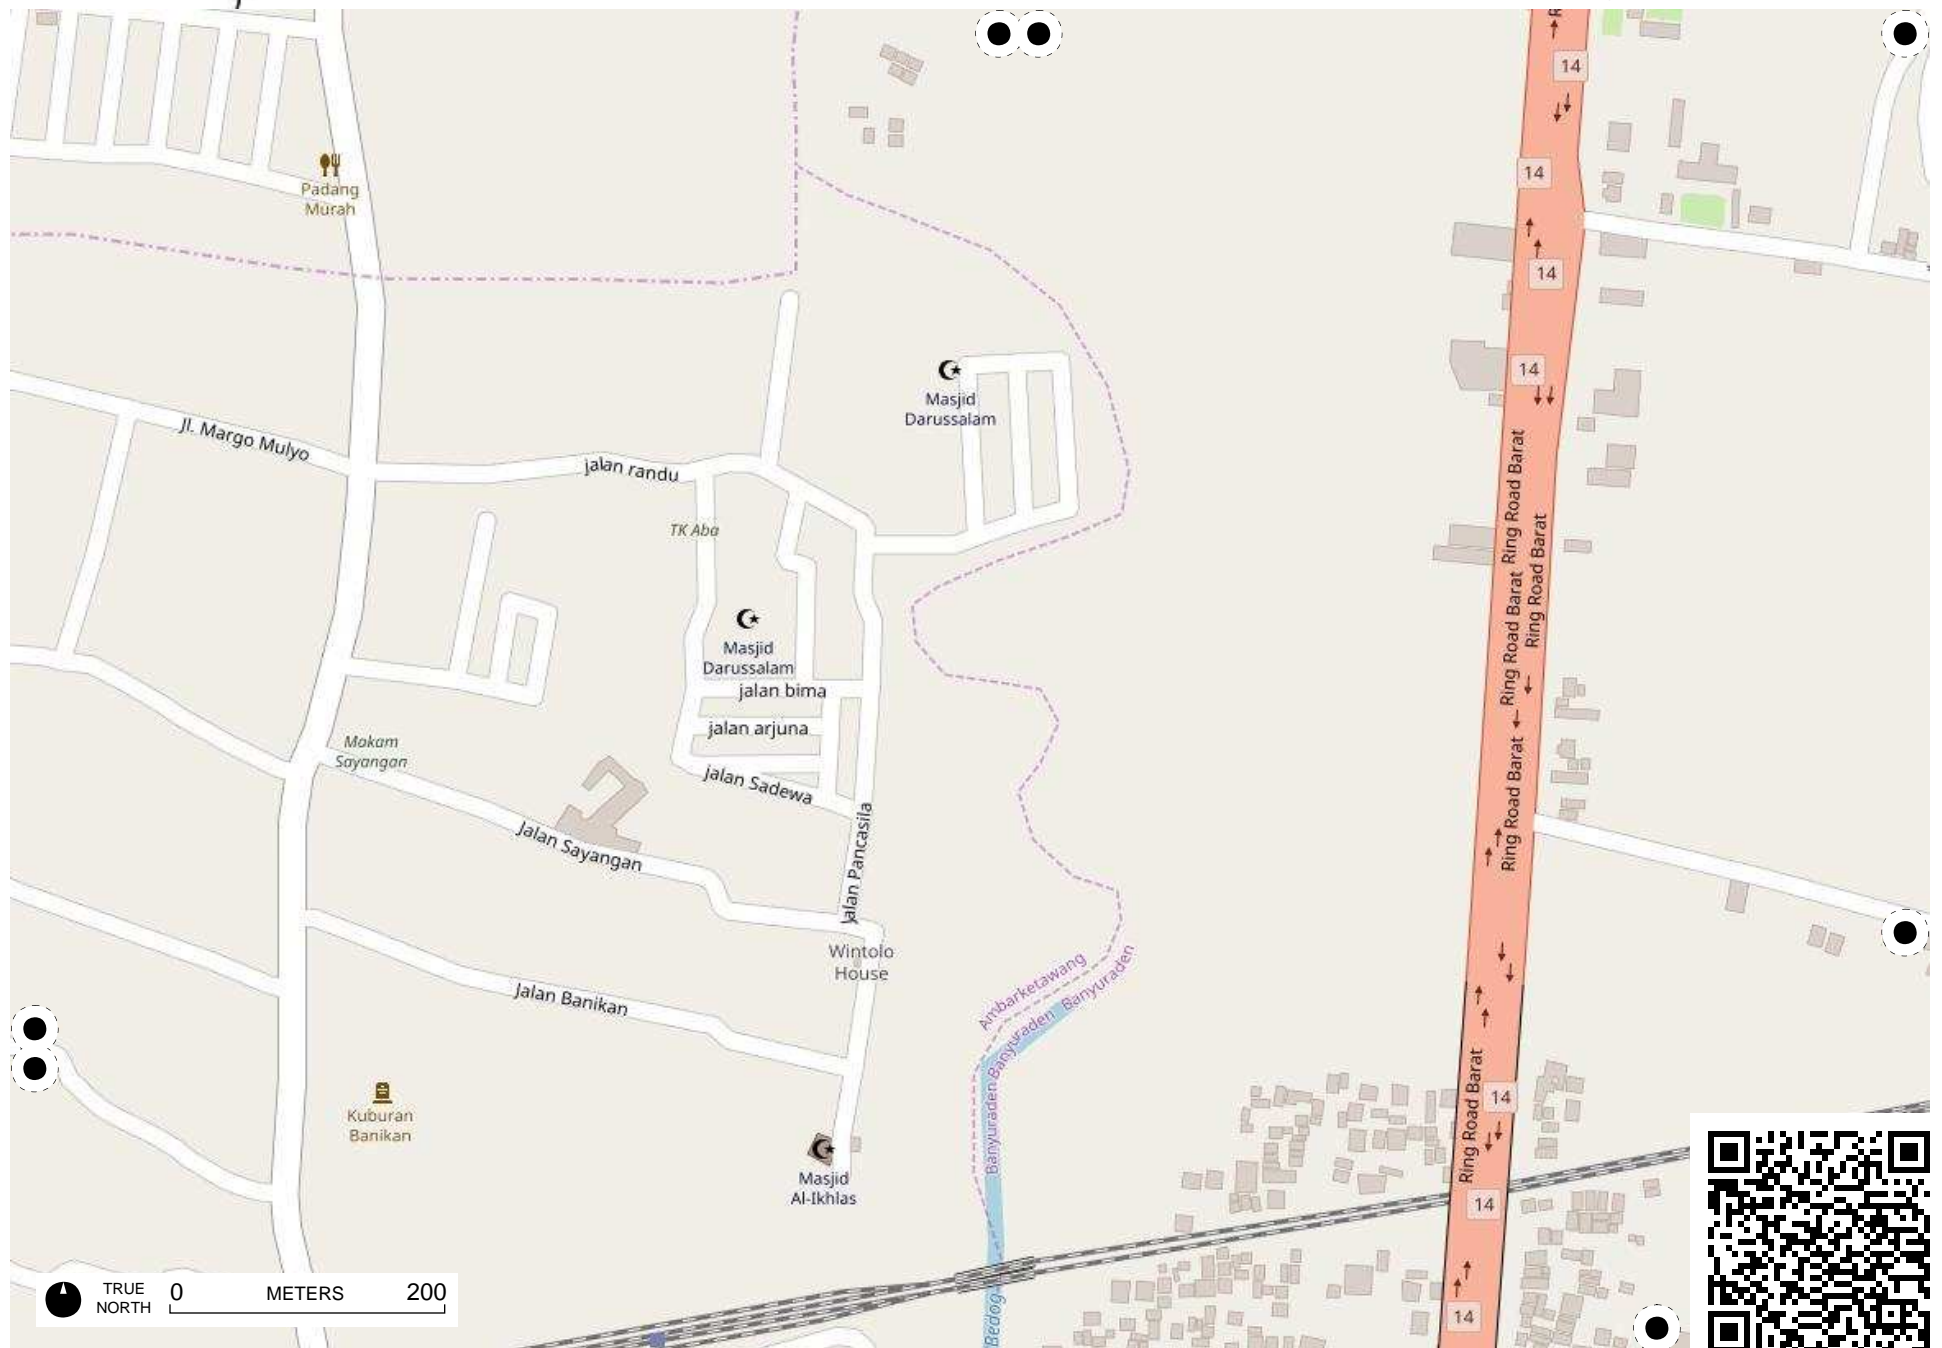 14
14
Padang
Murah
14
14
Masjid
Darussalam
Jl. Margo Mulyo
jalan randu
TK Aba
Ring Road Barat
Ring Road Barat
Ring Road Barat
Masjid
Darussalam
jalan bima
jalan arjuna
jalan Sadewa
Makam
Sayangan
Ring Road Barat
Jalan Sayangan
Jalan Pancasila
Wintolo
House
Jalan Banikan
Ambarketawang
Banyuraden
Banyuraden
Banyuraden
Kuburan
Banikan
Ring Road Barat
14
Masjid
Al-Ikhlas
14
Bedog
14
TRUE
NORTH
0 METERS 200